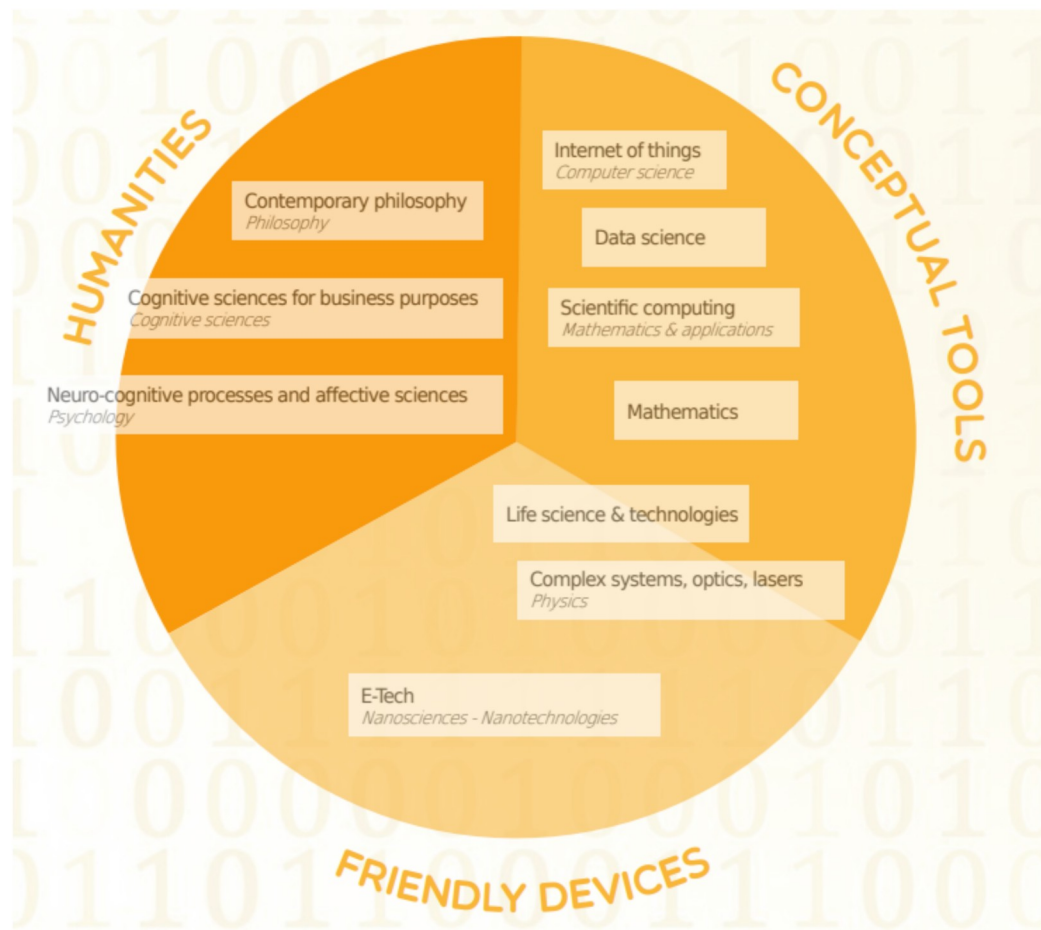 HUMANITIES
CONCEPTUAL TOOLS
Contemporary philosophy
Philosophy
Cognitive sciences for business purposes
Cognitive sciences
Neuro-cognitive processes and affective sciences
Psychology
Internet of things
Computer science
Data science
Scientific computing
Mathematics & applications
Mathematics
Life science & technologies
Complex systems, optics, lasers
Physics
E-Tech
Nanosciences - Nanotechnologies
FRIENDLY DEVICES